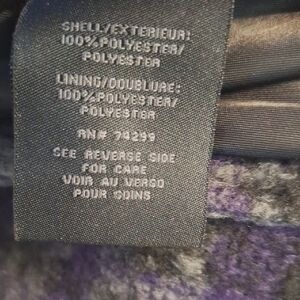 SHELL/EXTERIEUR:
100% POLYESTER/
POLYESTER
LINING/DOUBLURE:
100% POLYESTER/
POLYESTER
RN# 74299
SEE REVERSE SIDE
FOR CARE
VOIR AU VERSO
POUR SOINS